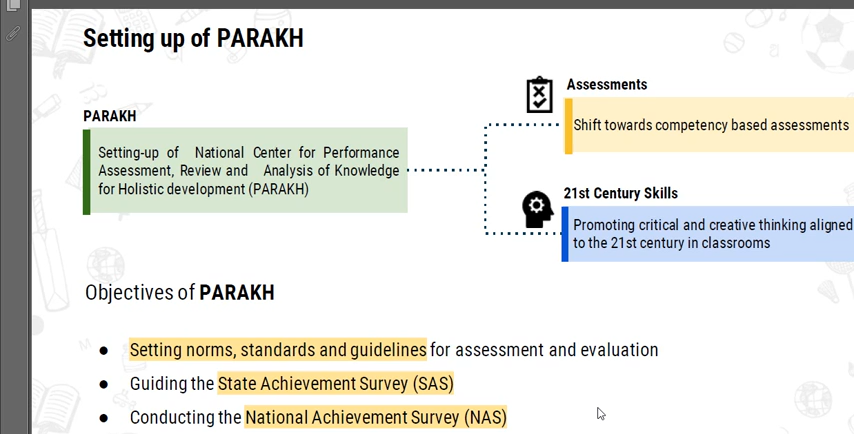 Setting up of PARAKH
PARAKH
Setting-up of National Center for Performance
Assessment, Review and Analysis of Knowledge
for Holistic development (PARAKH)
Assessments
Shift towards competency based assessments
21st Century Skills
Promoting critical and creative thinking aligned
to the 21st century in classrooms
Objectives of PARAKH
● Setting norms, standards and guidelines for assessment and evaluation
● Guiding the State Achievement Survey (SAS)
● Conducting the National Achievement Survey (NAS)